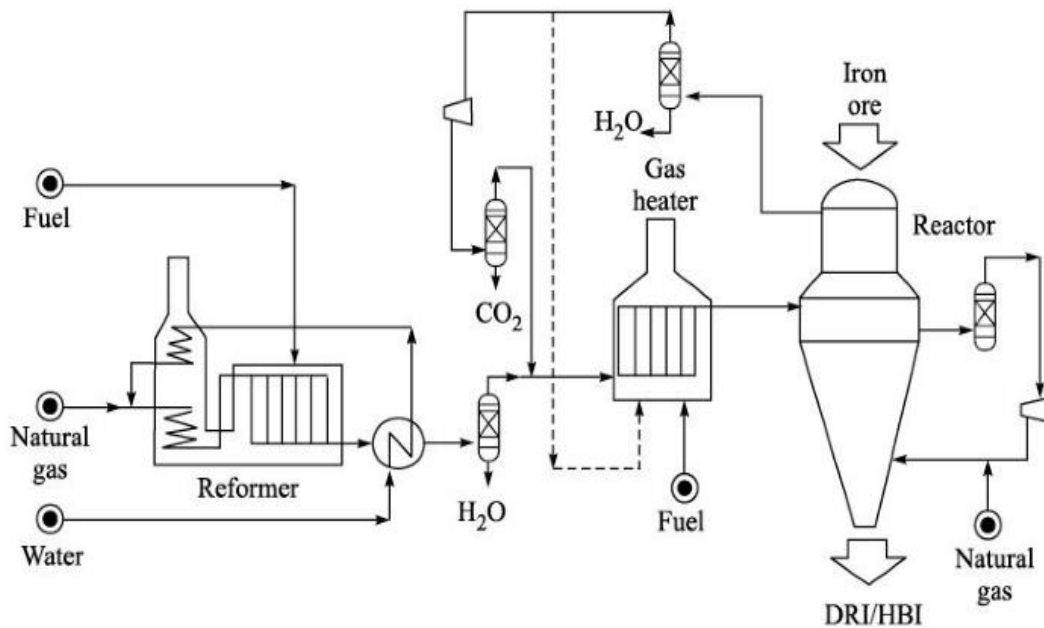 Iron
ore
H₂O
Gas
heater
Fuel
Reactor
CO₂
Natural
gas
Reformer
H₂O
Fuel
Water
Natural
gas
DRI/HBI